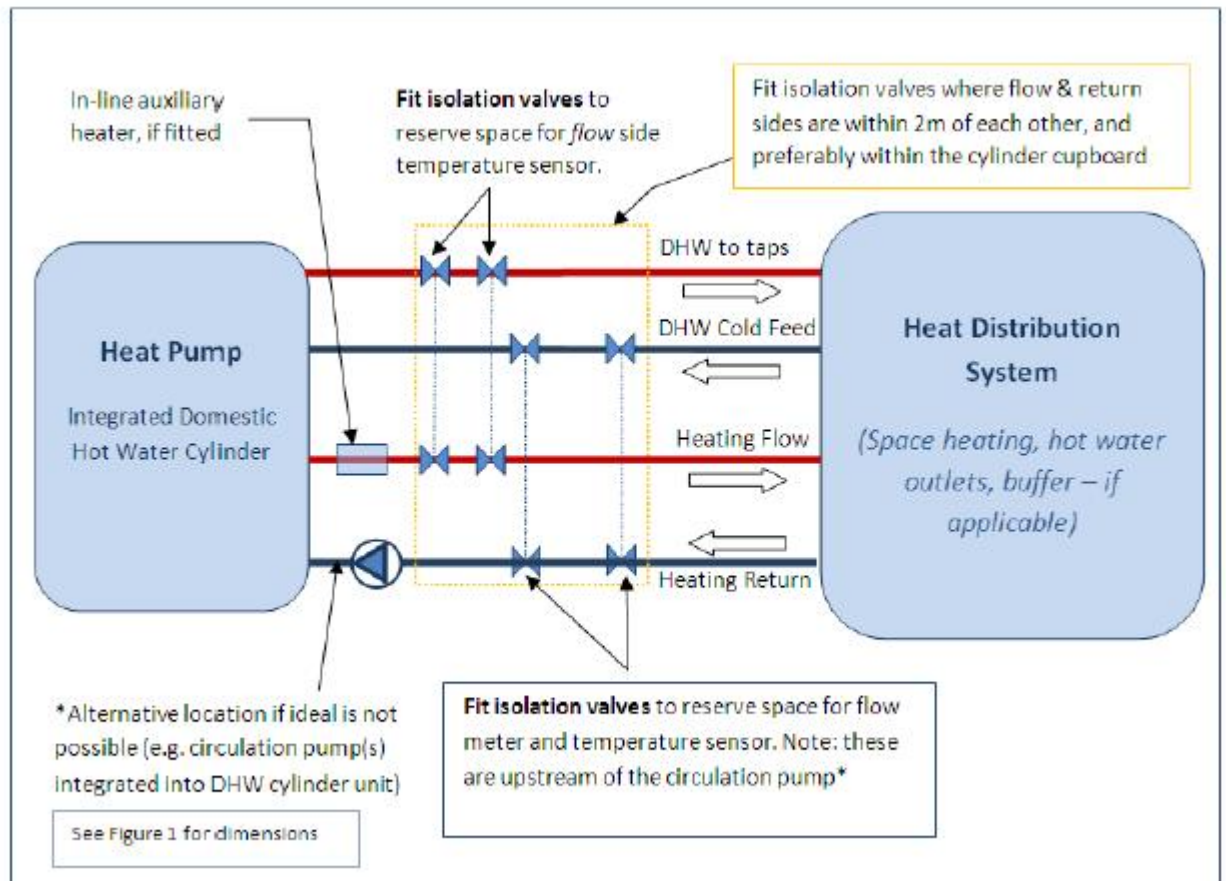 In-line auxiliary
heater, if fitted
Fit isolation valves to
reserve space for flow side
temperature sensor.
Fit isolation valves where flow & return
sides are within 2m of each other, and
preferably within the cylinder cupboard
Heat Pump
Integrated Domestic
Hot Water Cylinder
DHW to taps
DHW Cold Feed
Heating Flow
Heating Return
Heat Distribution
System
(Space heating, hot water
outlets, buffer – if
applicable)
*Alternative location if ideal is not
possible (e.g. circulation pump(s)
integrated into DHW cylinder unit)
See Figure 1 for dimensions
Fit isolation valves to reserve space for flow
meter and temperature sensor. Note: these
are upstream of the circulation pump*